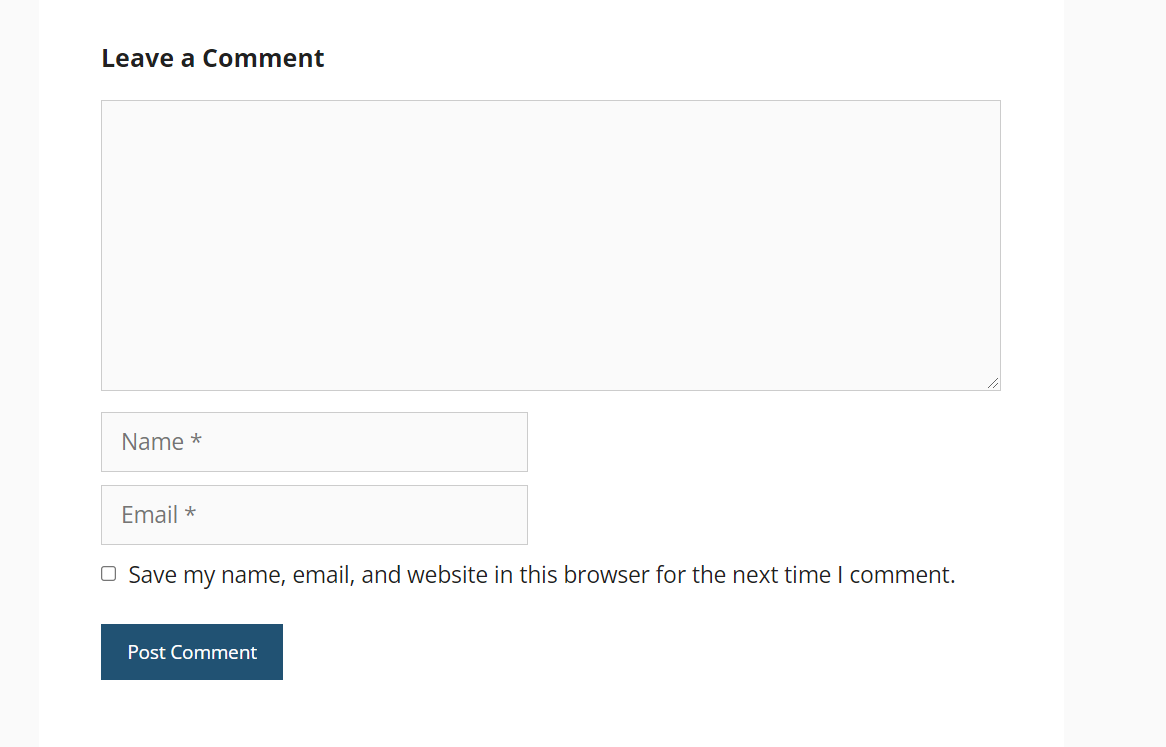 Leave a Comment
Name *
Email *
Save my name, email, and website in this browser for the next time I comment.
Post Comment